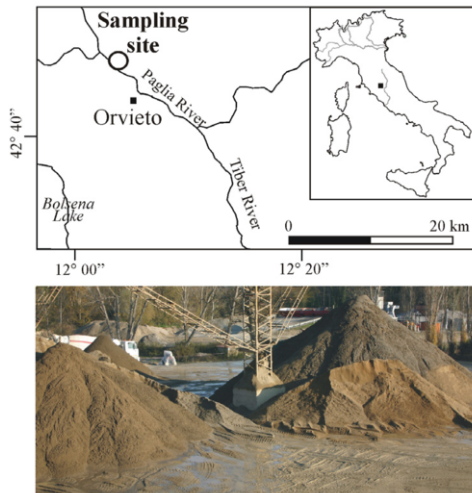 Sampling
site
Paglia River
Orvieto
42° 40'
Tiber River
Bolsena
Lake
0 20 km
12° 00” 12° 20”